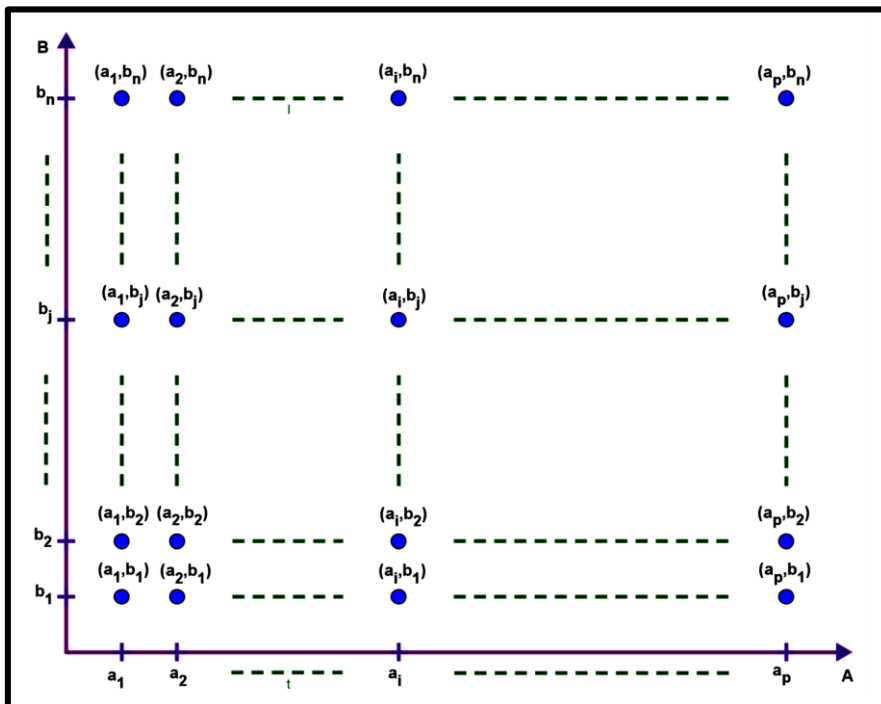 B
(a₁,bₙ) (a₂,bₙ) (aᵢ,bₙ) (aₚ,bₙ)
bₙ
l
(a₁,bⱼ) (a₂,bⱼ) (aᵢ,bⱼ) (aₚ,bⱼ)
bⱼ
(a₁,b₂) (a₂,b₂) (aᵢ,b₂) (aₚ,b₂)
b₂
(a₁,b₁) (a₂,b₁) (aᵢ,b₁) (aₚ,b₁)
b₁
a₁ a₂ aᵢ aₚ A
t